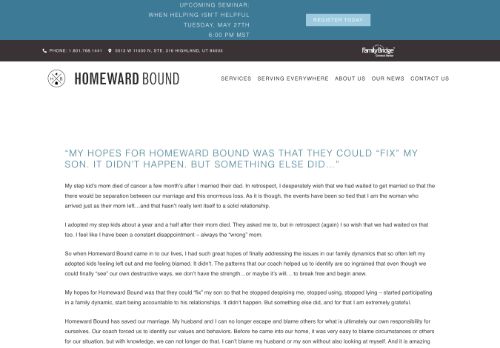 UPCOMING SEMINAR:
WHEN HELPING ISN'T HELPFUL
TUESDAY, MAY 27TH
6:00 PM MST
REGISTER TODAY
PHONE: 1.801.768.1441
5013 W 11000 N, STE. 216 HIGHLAND, UT 84003
FamilyBridge
HOMEWARD BOUND
SERVICES SERVING EVERYWHERE ABOUT US OUR NEWS CONTACT US
“MY HOPES FOR HOMEWARD BOUND WAS THAT THEY COULD “FIX” MY
SON. IT DIDN’T HAPPEN. BUT SOMETHING ELSE DID…”
My step kid’s mom died of cancer a few month’s after I married their dad. In retrospect, I desperately wish that we had waited to get married so that the
there would be separation between our marriage and this enormous loss. As it is though, the events have been so tied that I am the woman who
arrived just as their mom left…and that hasn’t really lent itself to a solid relationship.
I adopted my step kids about a year and a half after their mom died. They asked me to, but in retrospect (again) I so wish that we had waited on that
too. I feel like I have been a constant disappointment – always the “wrong” mom.
So when Homeward Bound came in to our lives, I had such great hopes of finally addressing the issues in our family dynamics that so often left my
adopted kids feeling left out and me feeling blamed. It didn’t. The patterns that our coach helped us to identify are so ingrained that even though we
could finally “see” our own destructive ways, we don’t have the strength…or maybe it’s will… to break free and begin anew.
My hopes for Homeward Bound was that they could “fix” my son so that he stopped despising me, stopped using, stopped lying – started participating
in a family dynamic, start being accountable to his relationships. It didn’t happen. But something else did, and for that I am extremely grateful.
Homeward Bound has saved our marriage. My husband and I can no longer escape and blame others for what is ultimately our own responsibility for
ourselves. Our coach forced us to identify our values and behaviors. Before he came into our home, it was very easy to blame circumstances or others
for our situation, but with knowledge, we can no longer do that. I can’t blame my husband or my son without also looking at myself. And it is amazing